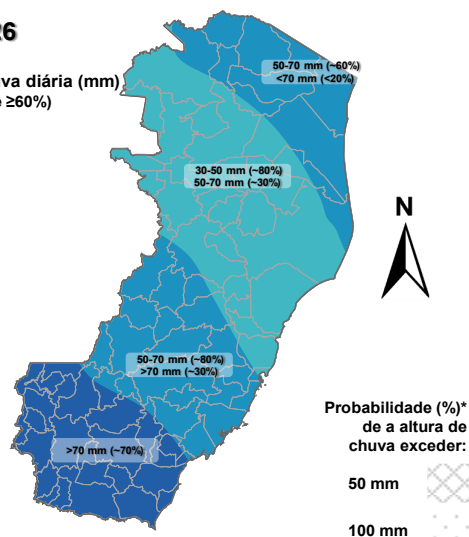 26
va diária (mm)
e ≥60%)
50-70 mm (~60%)
<70 mm (<20%)
30-50 mm (~80%)
50-70 mm (~30%)
N
50-70 mm (~80%)
>70 mm (~30%)
>70 mm (~70%)
Probabilidade (%)*
de a altura de
chuva exceder:
50 mm
100 mm